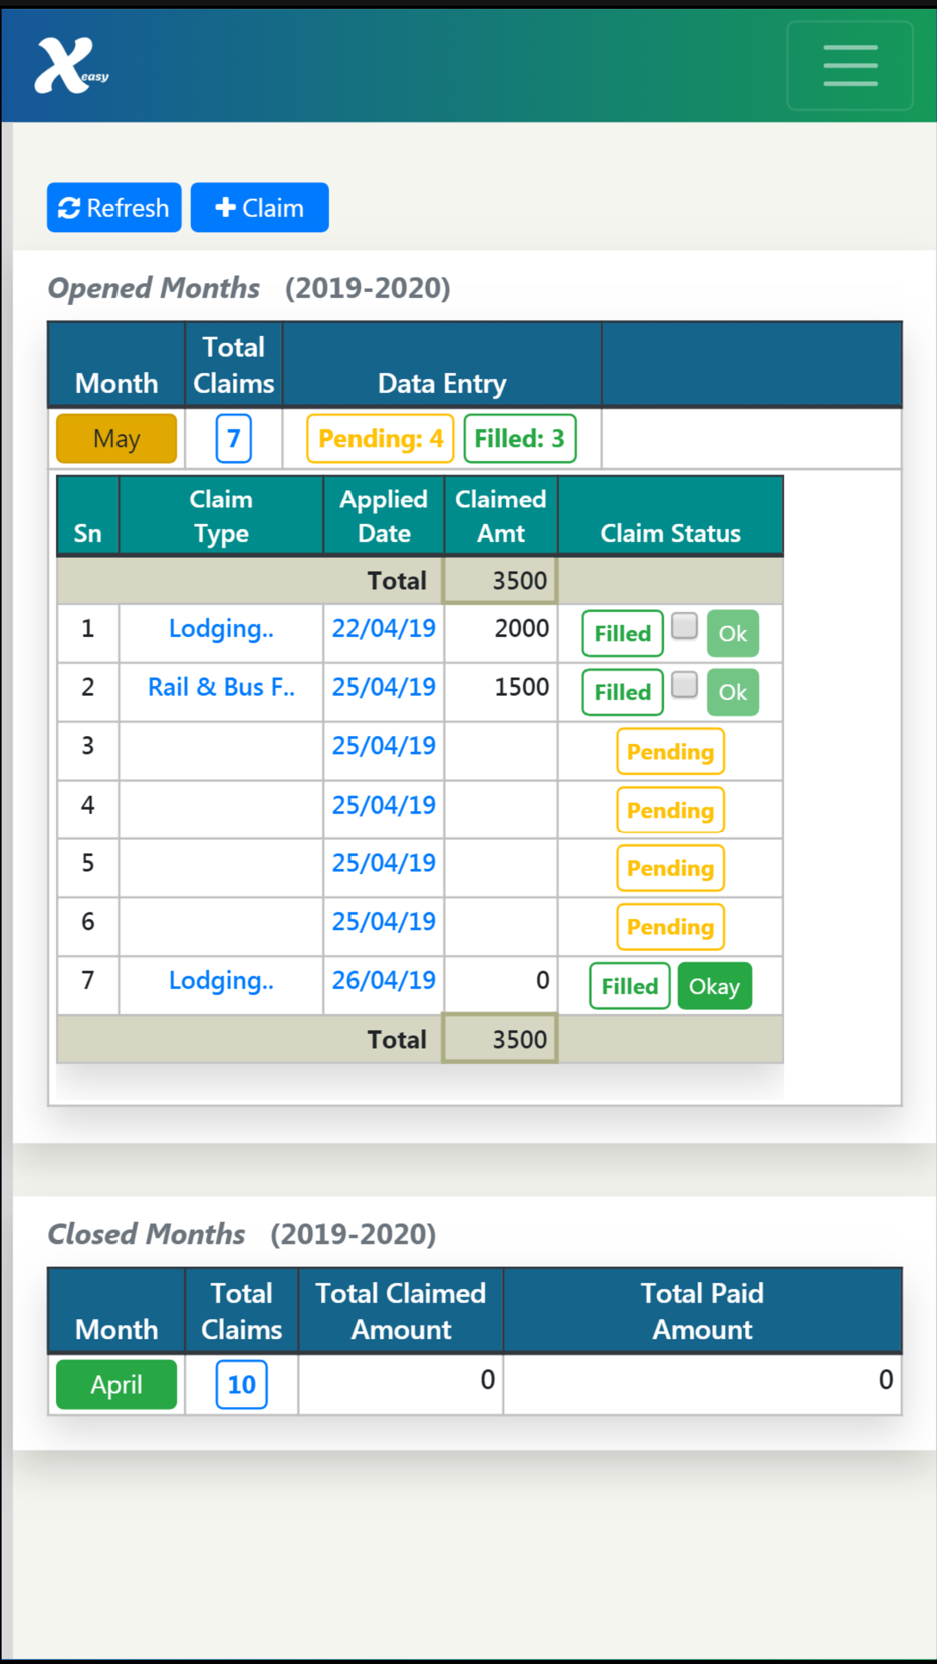 X easy
Refresh
+ Claim
Opened Months (2019-2020)
Month Total Claims Data Entry
May 7 Pending: 4 Filled: 3
Sn Claim Type Applied Date Claimed Amt Claim Status
Total 3500
1 Lodging.. 22/04/19 2000 Filled Ok
2 Rail & Bus F.. 25/04/19 1500 Filled Ok
3 25/04/19 Pending
4 25/04/19 Pending
5 25/04/19 Pending
6 25/04/19 Pending
7 Lodging.. 26/04/19 0 Filled Okay
Total 3500
Closed Months (2019-2020)
Month Total Claims Total Claimed Amount Total Paid Amount
April 10 0 0